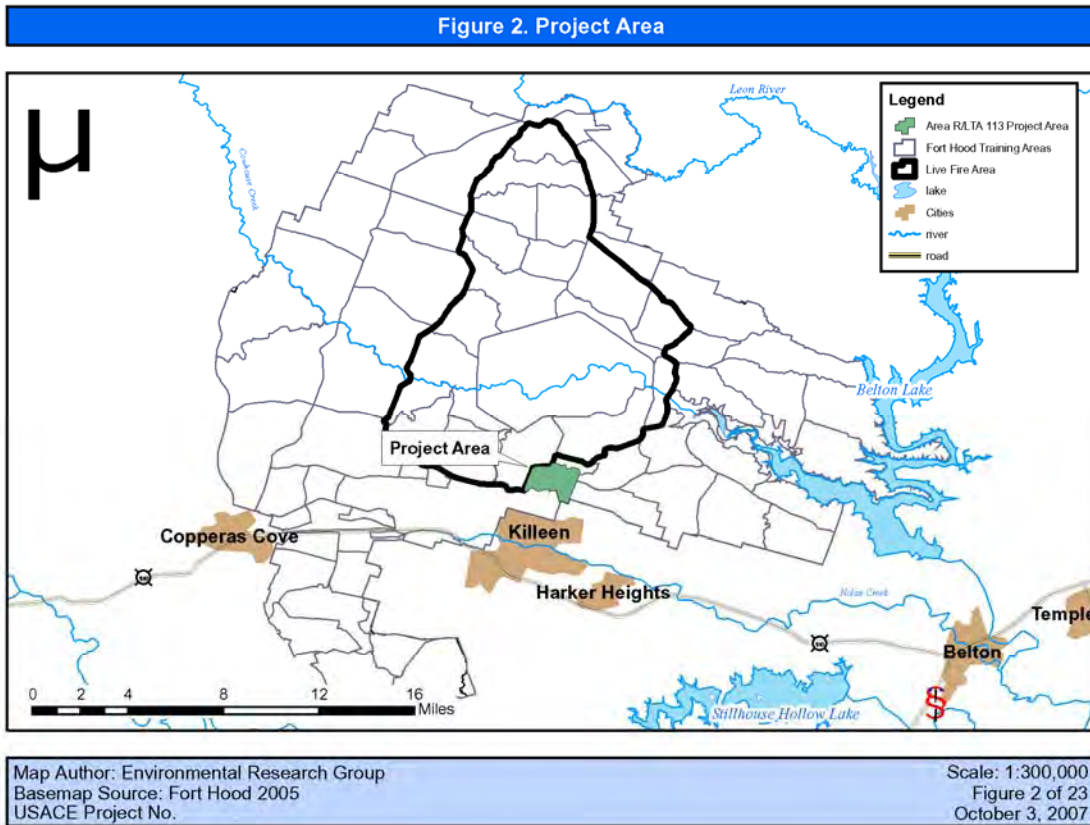 Figure 2. Project Area
µ
Leon River
Cowhouse Creek
Legend
Area R/LTA 113 Project Area
Fort Hood Training Areas
Live Fire Area
lake
Cities
river
road
Belton Lake
Project Area
Copperas Cove
Killeen
Harker Heights
Nolan Creek
Temple
Belton
§
Stillhouse Hollow Lake
0 2 4 8 12 16
Miles
Map Author: Environmental Research Group
Basemap Source: Fort Hood 2005
USACE Project No.
Scale: 1:300,000
Figure 2 of 23
October 3, 2007